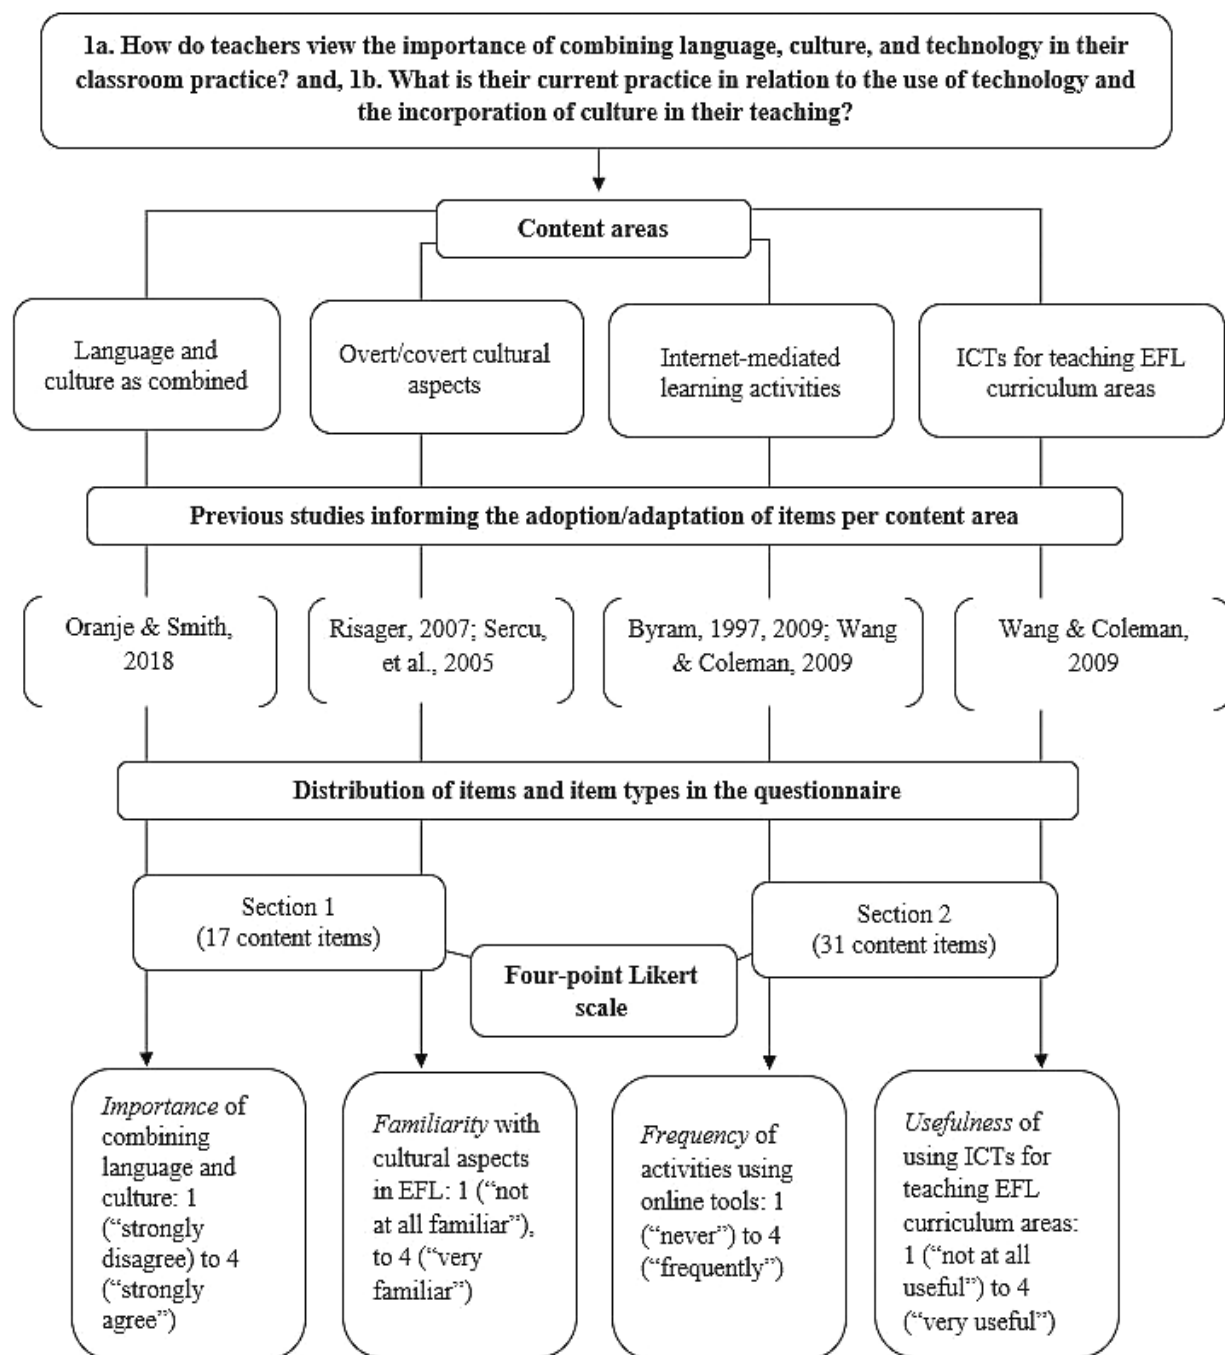 1a. How do teachers view the importance of combining language, culture, and technology in their
classroom practice? and, 1b. What is their current practice in relation to the use of technology and
the incorporation of culture in their teaching?
Content areas
Language and
culture as combined
Overt/covert cultural
aspects
Internet-mediated
learning activities
ICTs for teaching EFL
curriculum areas
Previous studies informing the adoption/adaptation of items per content area
Oranje & Smith,
2018
Risager, 2007; Sercu,
et al., 2005
Byram, 1997, 2009; Wang
& Coleman, 2009
Wang & Coleman,
2009
Distribution of items and item types in the questionnaire
Section 1
(17 content items)
Section 2
(31 content items)
Four-point Likert
scale
Importance of
combining
language and
culture: 1
(“strongly
disagree) to 4
(“strongly
agree”)
Familiarity with
cultural aspects
in EFL: 1 (“not
at all familiar”),
to 4 (“very
familiar”)
Frequency of
activities using
online tools: 1
(“never”) to 4
(“frequently”)
Usefulness of
using ICTs for
teaching EFL
curriculum areas:
1 (“not at all
useful”) to 4
(“very useful”)